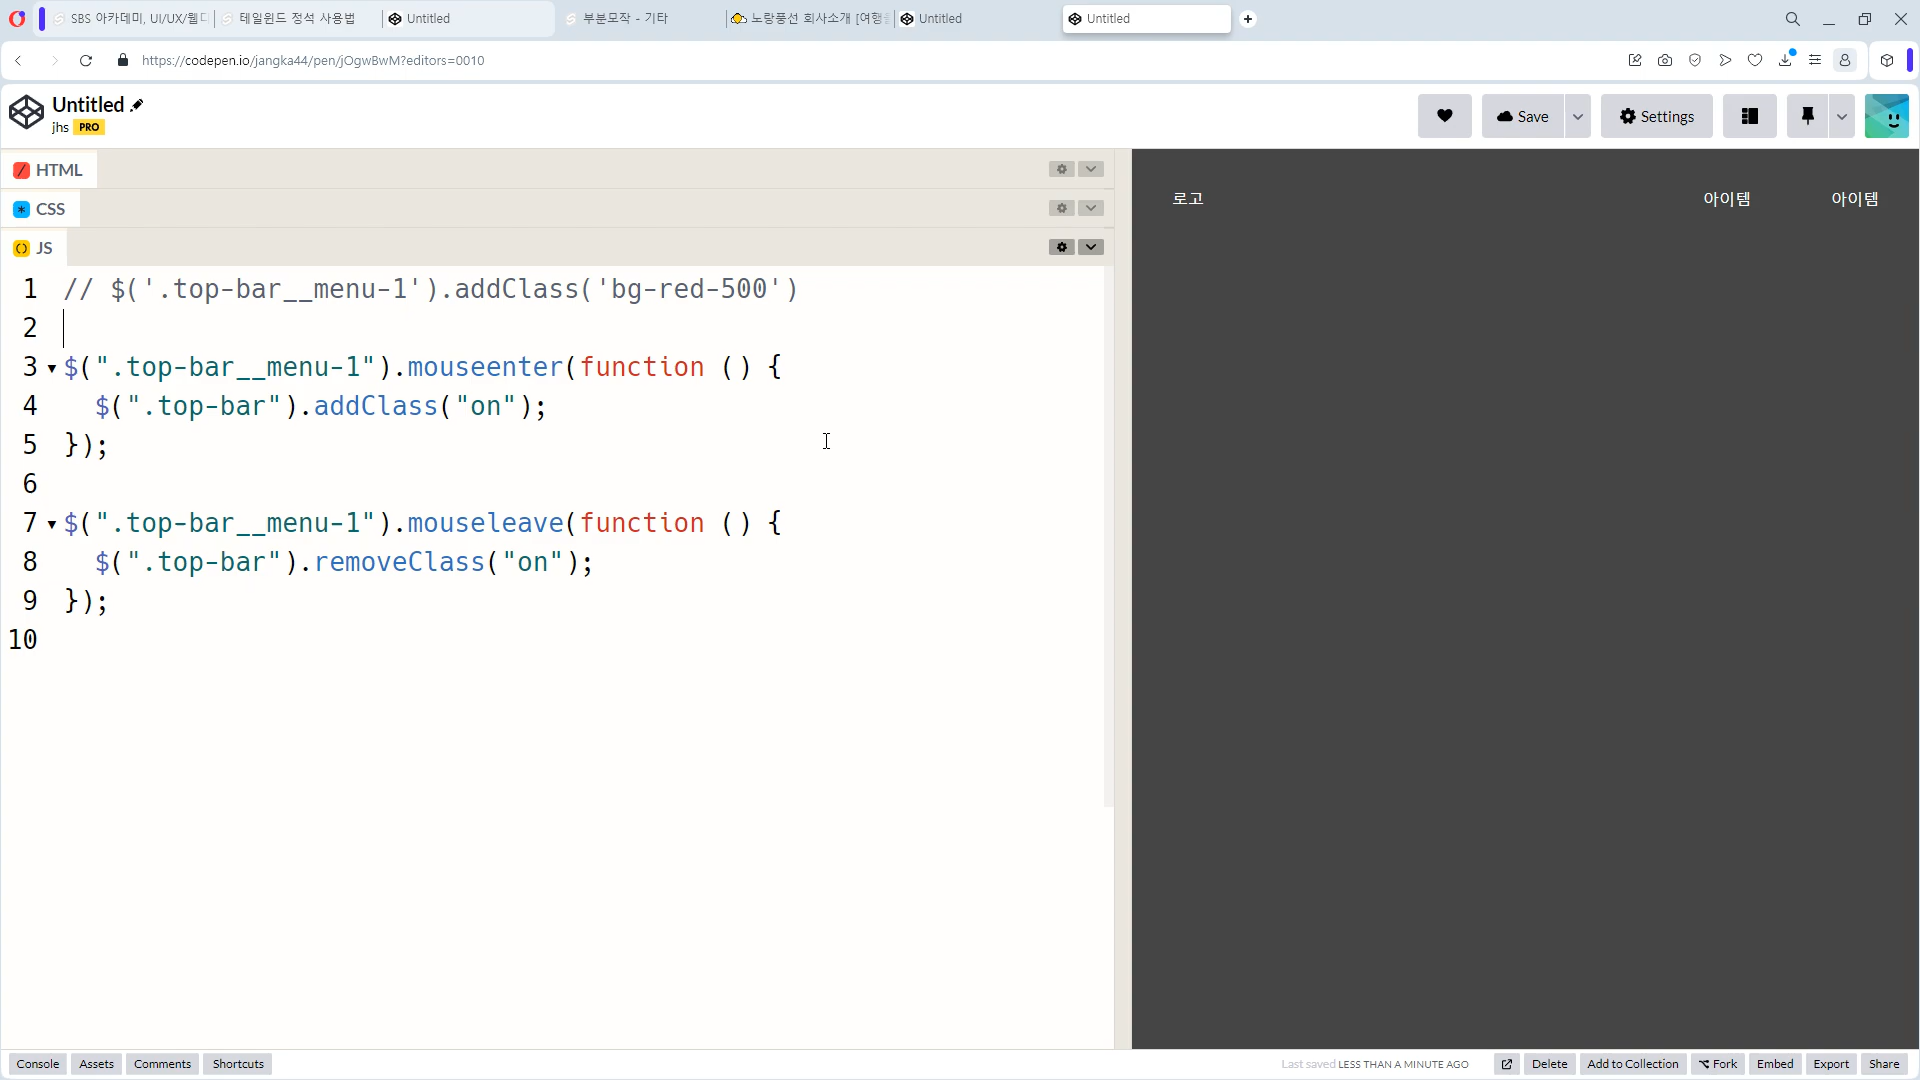 SBS 아카데미, UI/UX/웹디
테일윈드 정석 사용법
Untitled
부분모작 - 기타
노랑풍선 회사소개 [여행을
Untitled
Untitled
https://codepen.io/jangka44/pen/jOgwBwM?editors=0010
Untitled
jhs PRO
Save
Settings
HTML
CSS
JS
로고 아이템 아이템
1 // $('.top-bar__menu-1').addClass('bg-red-500')
2
3 $(".top-bar__menu-1").mouseenter(function () {
4 $(".top-bar").addClass("on");
5 });
6
7 $(".top-bar__menu-1").mouseleave(function () {
8 $(".top-bar").removeClass("on");
9 });
10
Console Assets Comments Shortcuts
Last saved LESS THAN A MINUTE AGO
Delete Add to Collection Fork Embed Export Share